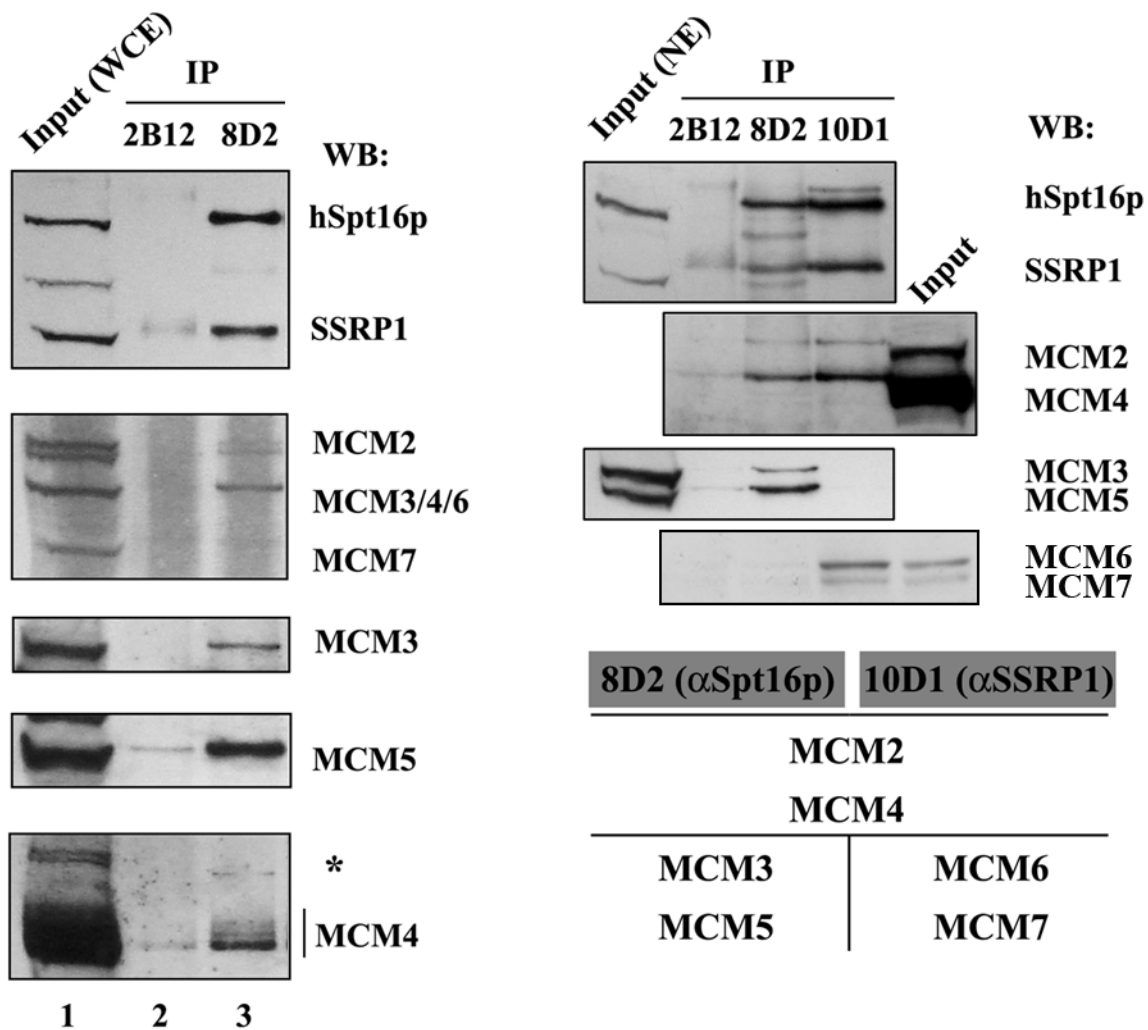 Input (WCE)
IP
2B12 8D2
WB:
hSpt16p
SSRP1
MCM2
MCM3/4/6
MCM7
MCM3
MCM5
*
MCM4
1 2 3
Input (NE)
IP
2B12 8D2 10D1
WB:
hSpt16p
SSRP1
Input
MCM2
MCM4
MCM3
MCM5
MCM6
MCM7
8D2 (αSpt16p) 10D1 (αSSRP1)
MCM2
MCM4
MCM3 MCM6
MCM5 MCM7